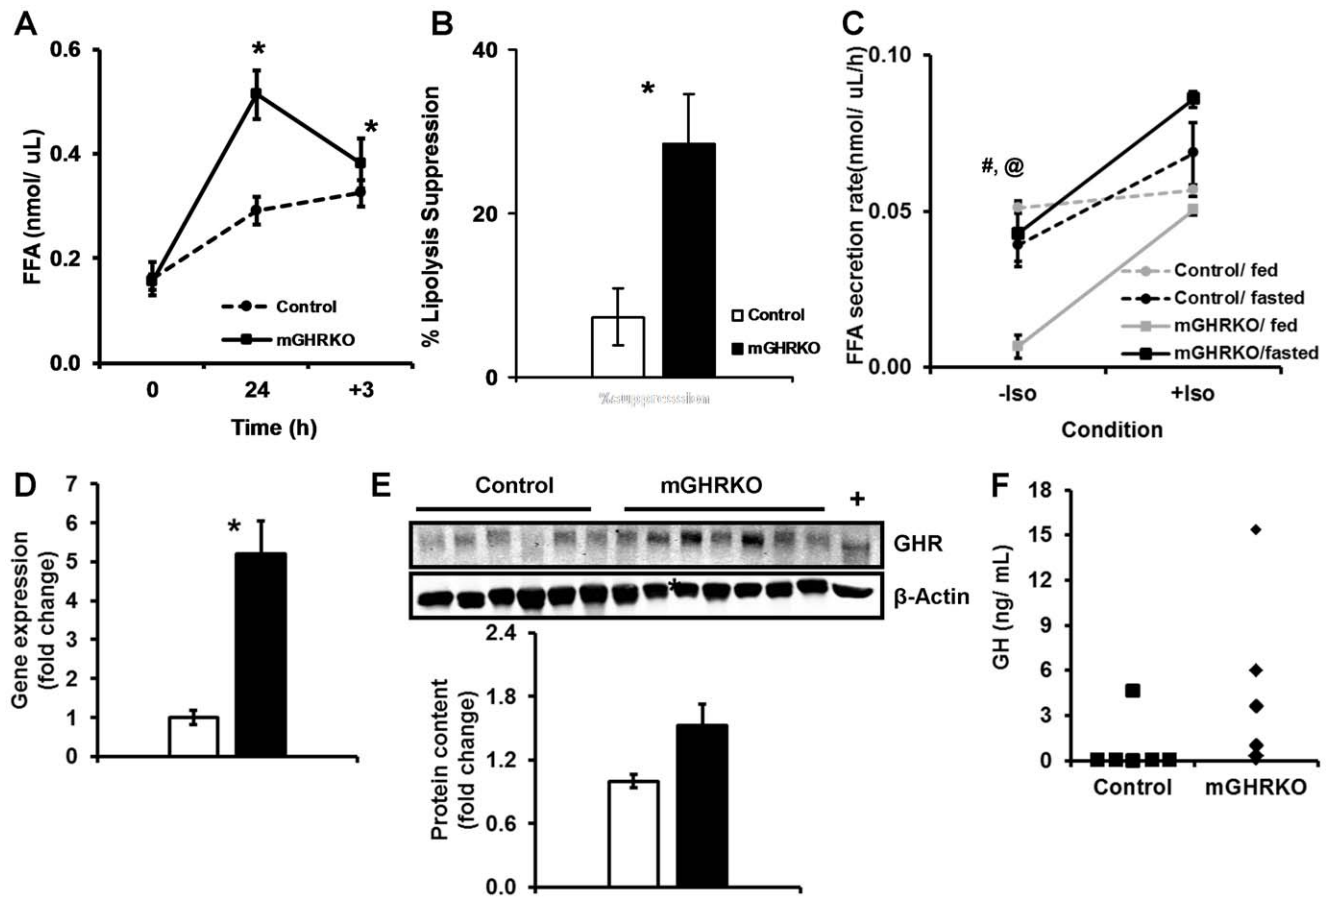 A
FFA (nmol/ uL)
0.6
0.4
0.2
0.0
*
*
Control
mGHRKO
0
24
+3
Time (h)
B
% Lipolysis Suppression
40
20
0
*
Control
mGHRKO
%suppression
C
FFA secretion rate(nmol/ uL/h)
0.10
0.05
0.00
#, @
Control/ fed
Control/ fasted
mGHRKO/ fed
mGHRKO/fasted
-Iso
+Iso
Condition
D
Gene expression
(fold change)
7
6
5
4
3
2
1
0
*
E
Control
mGHRKO
+
GHR
β-Actin
*
Protein content
(fold change)
2.4
1.8
1.2
0.6
0.0
F
GH (ng/ mL)
18
15
12
9
6
3
0
Control
mGHRKO